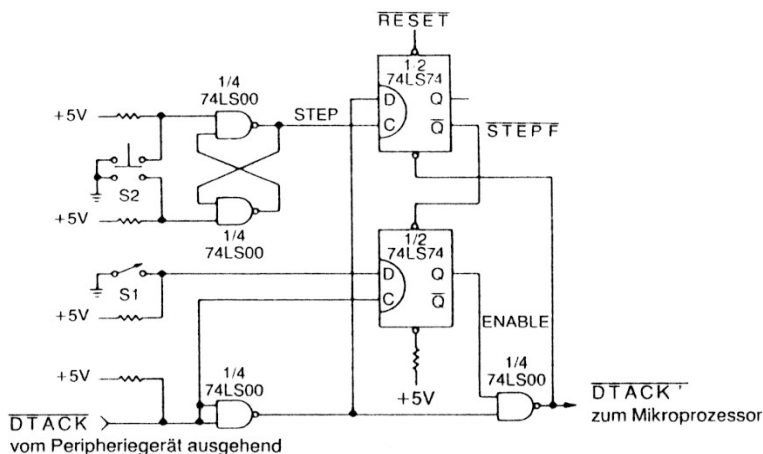 RESET
1/4
74LS00
1/2
74LS74
+5V
STEP
D
Q
C
Q
STEP F
S2
+5V
1/4
74LS00
1/2
74LS74
D
Q
S1
C
Q
+5V
ENABLE
1/4
74LS00
+5V
1/4
74LS00
+5V
DTACK
DTACK'
zum Mikroprozessor
vom Peripheriegerät ausgehend